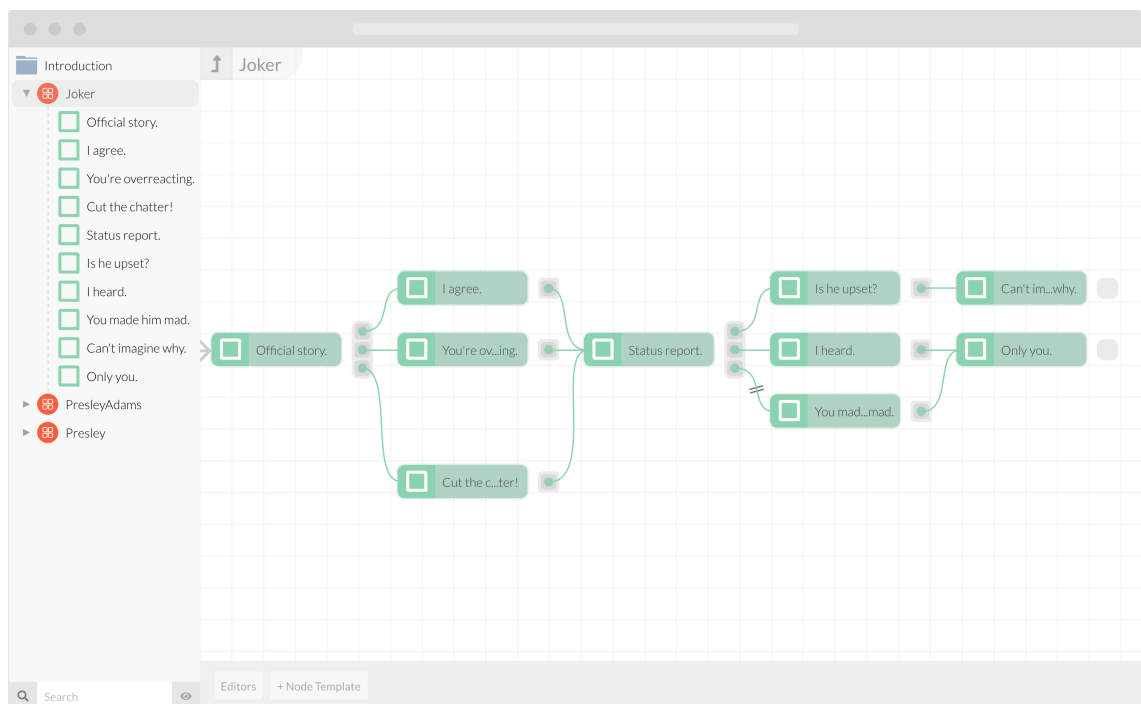 Introduction
Joker
Official story.
I agree.
You're overreacting.
Cut the chatter!
Status report.
Is he upset?
I heard.
You made him mad.
Can't imagine why.
Only you.
PresleyAdams
Presley
Search
Joker
I agree.
Is he upset?
Can't im...why.
Official story.
You're ov...ing.
Status report.
I heard.
Only you.
You mad...mad.
Cut the c...ter!
Editors
+ Node Template